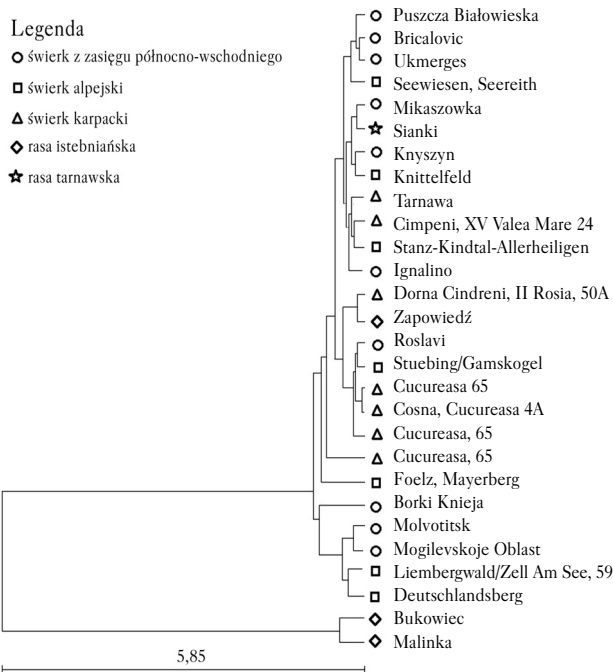 Legenda
świerk z zasięgu północno-wschodniego
świerk alpejski
świerk karpacki
rasa istebniańska
rasa tarnawska
Puszcza Białowieska
Bricalovic
Ukmerges
Seewiesen, Seereith
Mikaszowka
Sianki
Knyszyn
Knittelfeld
Tarnawa
Cimpeni, XV Valea Mare 24
Stanz-Kindtal-Allerheiligen
Ignalino
Dorna Cindreni, II Rosia, 50A
Zapowiedź
Roslavi
Stuebing/Gamskogel
Cucureasa 65
Cosna, Cucureasa 4A
Cucureasa, 65
Cucureasa, 65
Foelz, Mayerberg
Borki Knieja
Molvotitsk
Mogilevskoje Oblast
Liembergwald/Zell Am See, 59
Deutschlandsberg
Bukowiec
Malinka
5,85